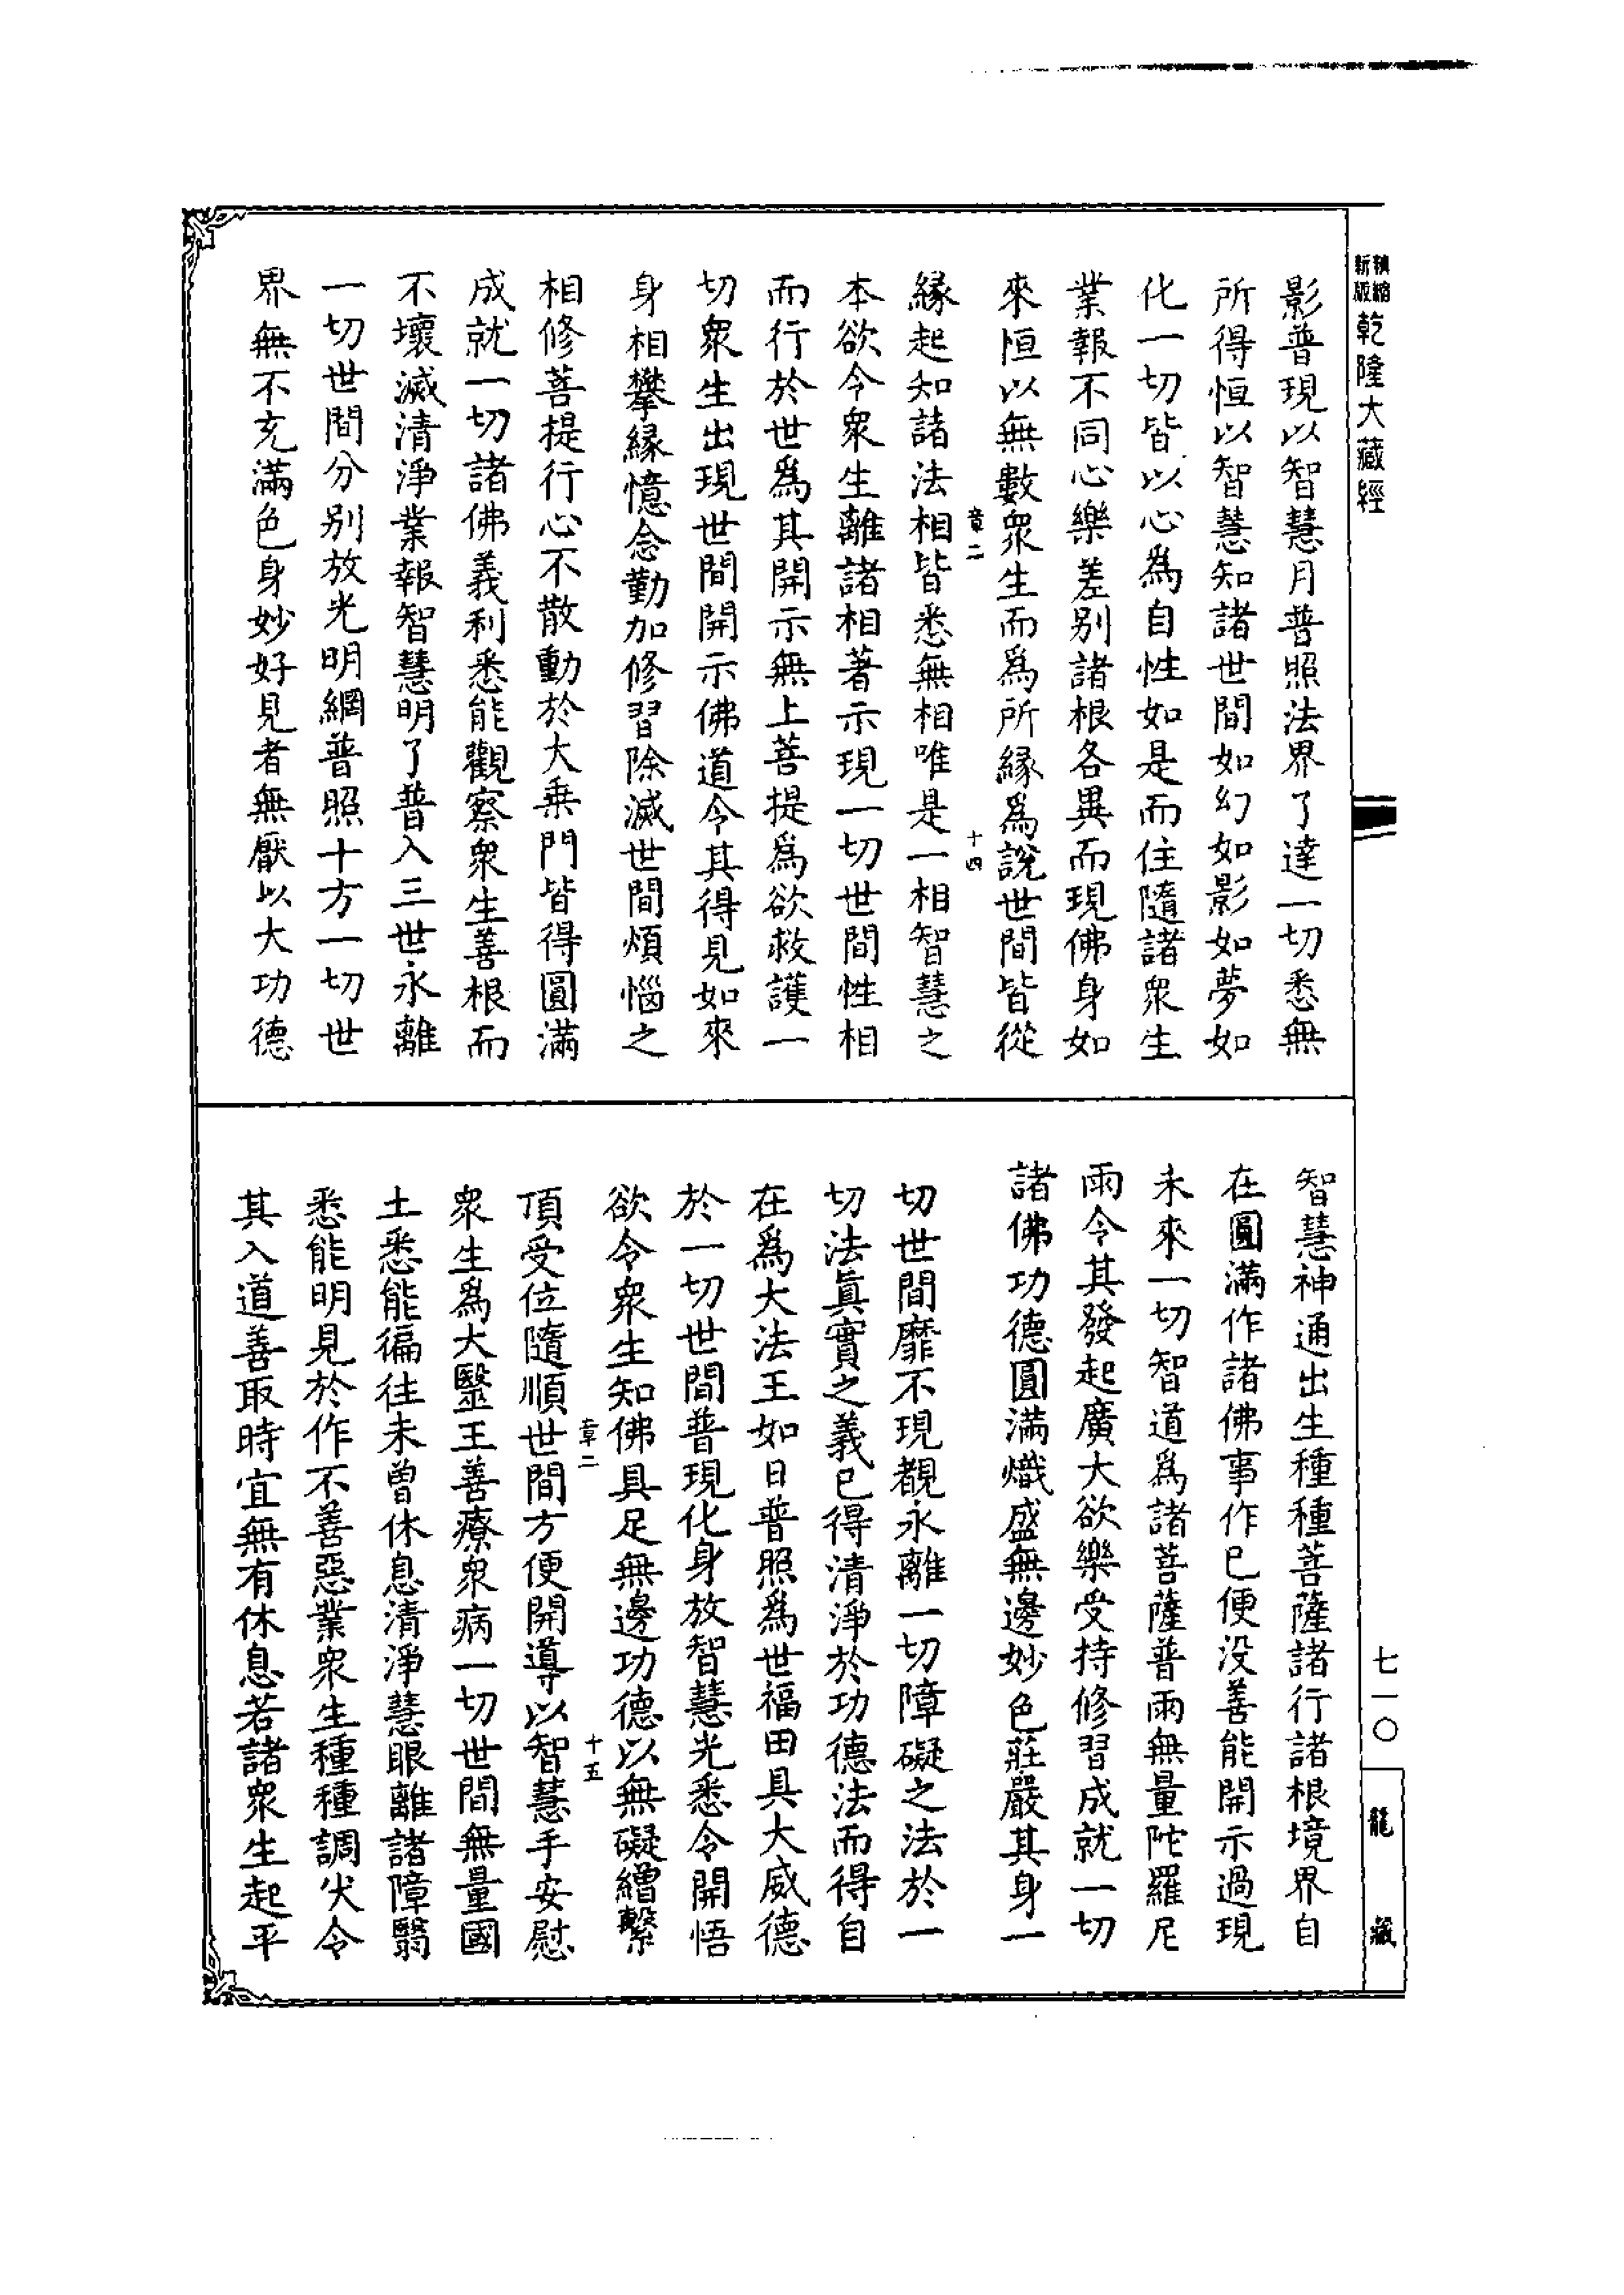 新版縮 乾隆大藏經
影普現以智慧月普照法界了達一切悉無
所得恒以智慧知諸世間如幻如影如夢如
化一切皆以心為自性如是而住隨諸衆生
業報不同心樂差别諸根各異而現佛身如
來恒以無數衆生而爲所縁爲說世間皆從
章二 十四
縁起知諸法相皆悉無相唯是一相智慧之
本欲令衆生離諸相著示現一切世間性相
而行於世爲其開示無上菩提爲欲救護一
切衆生出現世間開示佛道令其得見如來
身相攀縁憶念勤加修習除滅世間煩惱之
相修菩提行心不散動於大乗門皆得圓滿
成就一切諸佛義利悉能觀察衆生善根而
不壞滅清淨業報智慧明了普入三世永離
一切世間分别放光明網普照十方一切世
界無不充滿色身妙好見者無厭以大功德
智慧神通出生種種菩薩諸行諸根境界自
在圓滿作諸佛事作已便没善能開示過現
未來一切智道爲諸菩薩普雨無量陀羅尼
雨令其發起廣大欲樂受持修習成就一切
諸佛功德圓滿熾盛無邊妙色莊嚴其身一
切世間靡不現覩永離一切障礙之法於一
切法眞實之義已得清淨於功德法而得自
在爲大法王如日普照爲世福田具大威德
於一切世間普現化身放智慧光悉令開悟
欲令衆生知佛具足無邊功德以無礙繒繫
章二 十五
頂受位隨順世間方便開導以智慧手安慰
衆生爲大毉王善療衆病一切世間無量國
土悉能徧往未曾休息清淨慧眼離諸障翳
悉能明見於作不善惡業衆生種種調伏令
其入道善取時宜無有休息若諸衆生起平
七一〇
龍藏